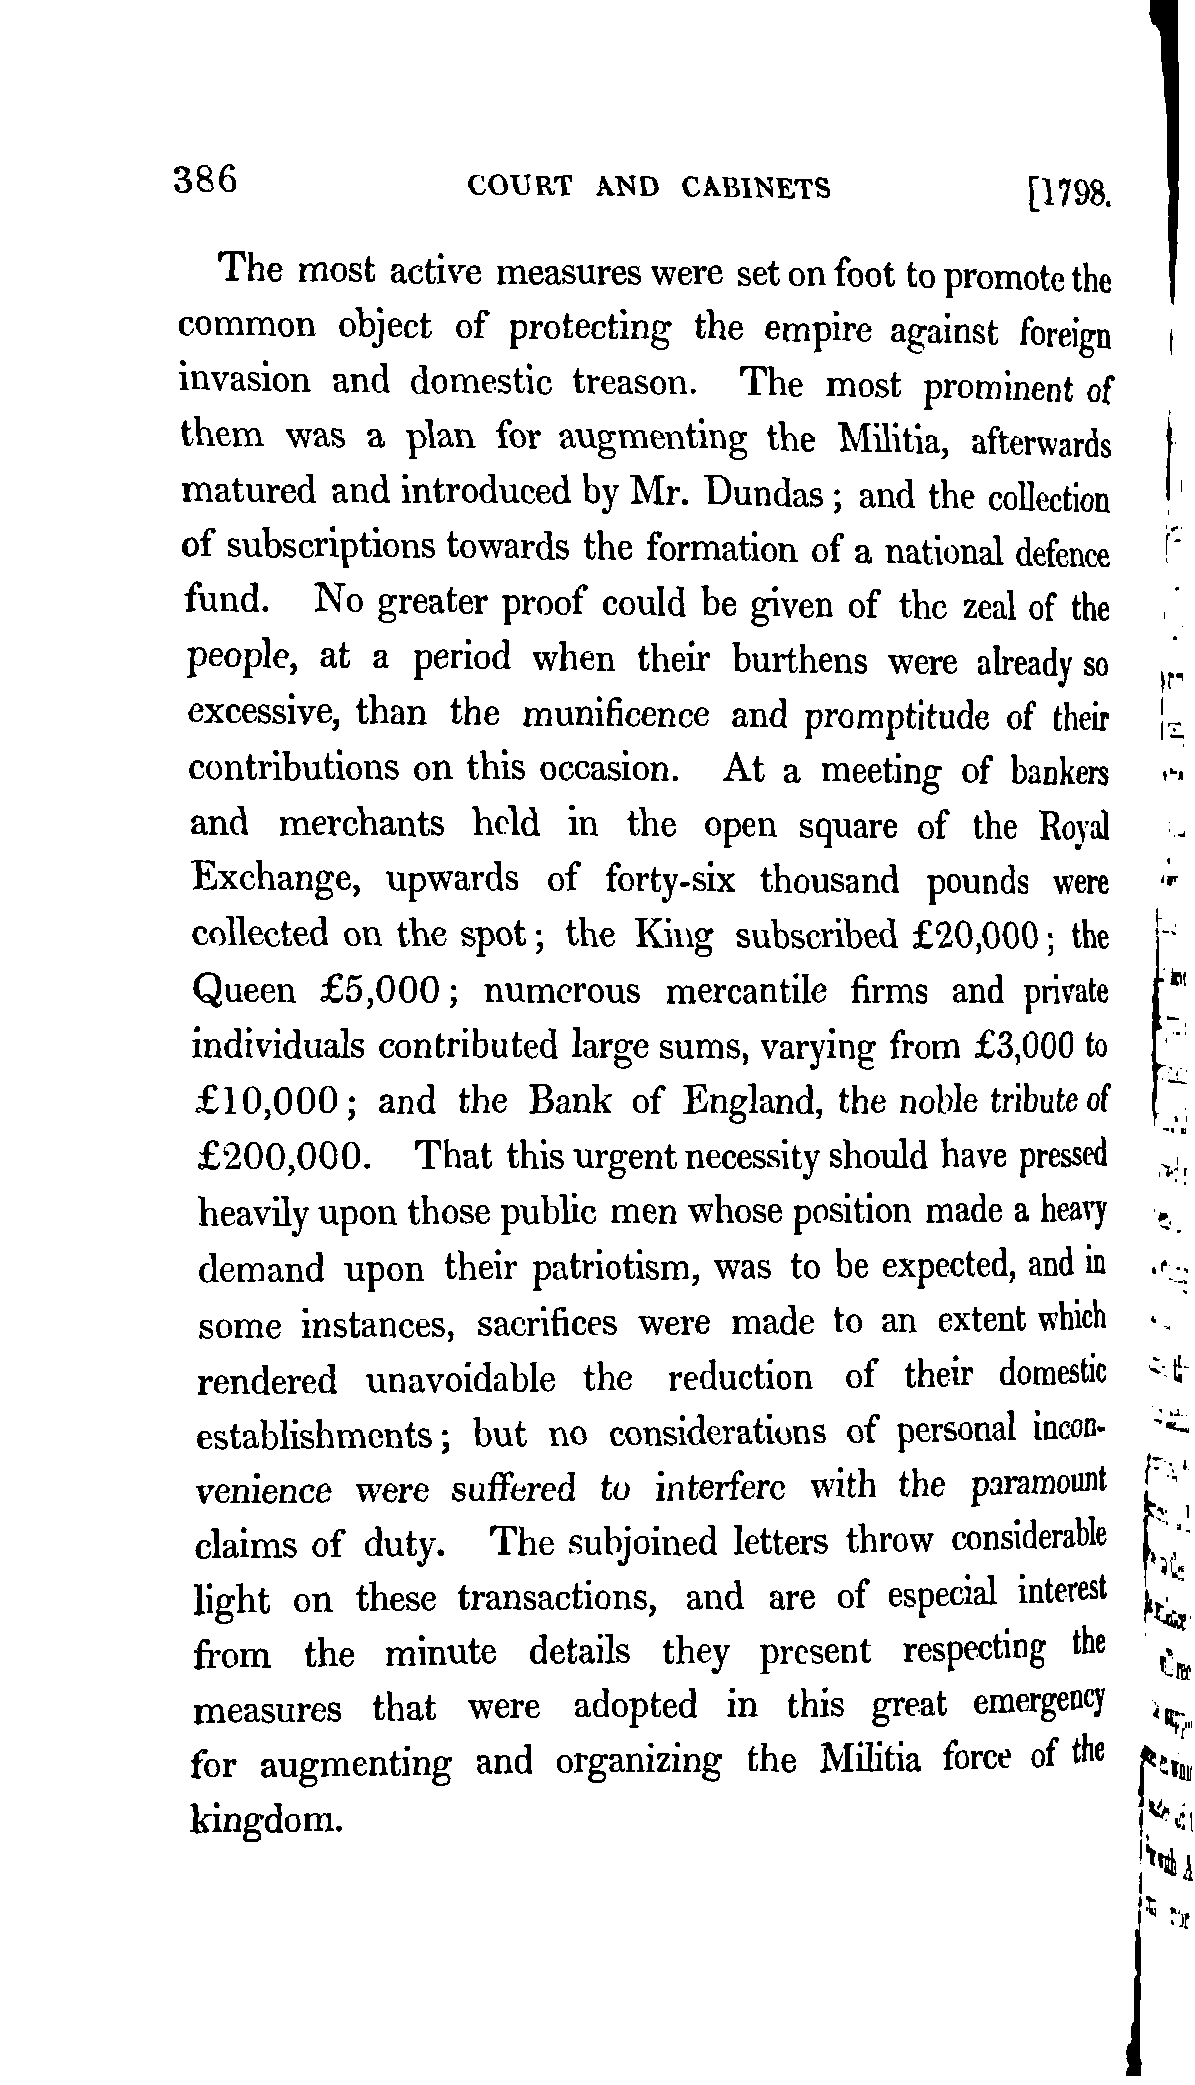 386 COURT AND CABINETS [1798.
The most active measures were set on foot to promote the
common object of protecting the empire against foreign
invasion and domestic treason. The most prominent of
them was a plan for augmenting the Militia, afterwards
matured and introduced by Mr. Dundas; and the collection
of subscriptions towards the formation of a national defence
fund. No greater proof could be given of the zeal of the
people, at a period when their burthens were already so
excessive, than the munificence and promptitude of their
contributions on this occasion. At a meeting of bankers
and merchants held in the open square of the Royal
Exchange, upwards of forty-six thousand pounds were
collected on the spot; the King subscribed £20,000; the
Queen £5,000; numerous mercantile firms and private
individuals contributed large sums, varying from £3,000 to
£10,000; and the Bank of England, the noble tribute of
£200,000. That this urgent necessity should have pressed
heavily upon those public men whose position made a heavy
demand upon their patriotism, was to be expected, and in
some instances, sacrifices were made to an extent which
rendered unavoidable the reduction of their domestic
establishments; but no considerations of personal incon-
venience were suffered to interfere with the paramount
claims of duty. The subjoined letters throw considerable
light on these transactions, and are of especial interest
from the minute details they present respecting the
measures that were adopted in this great emergency
for augmenting and organizing the Militia force of the
kingdom.